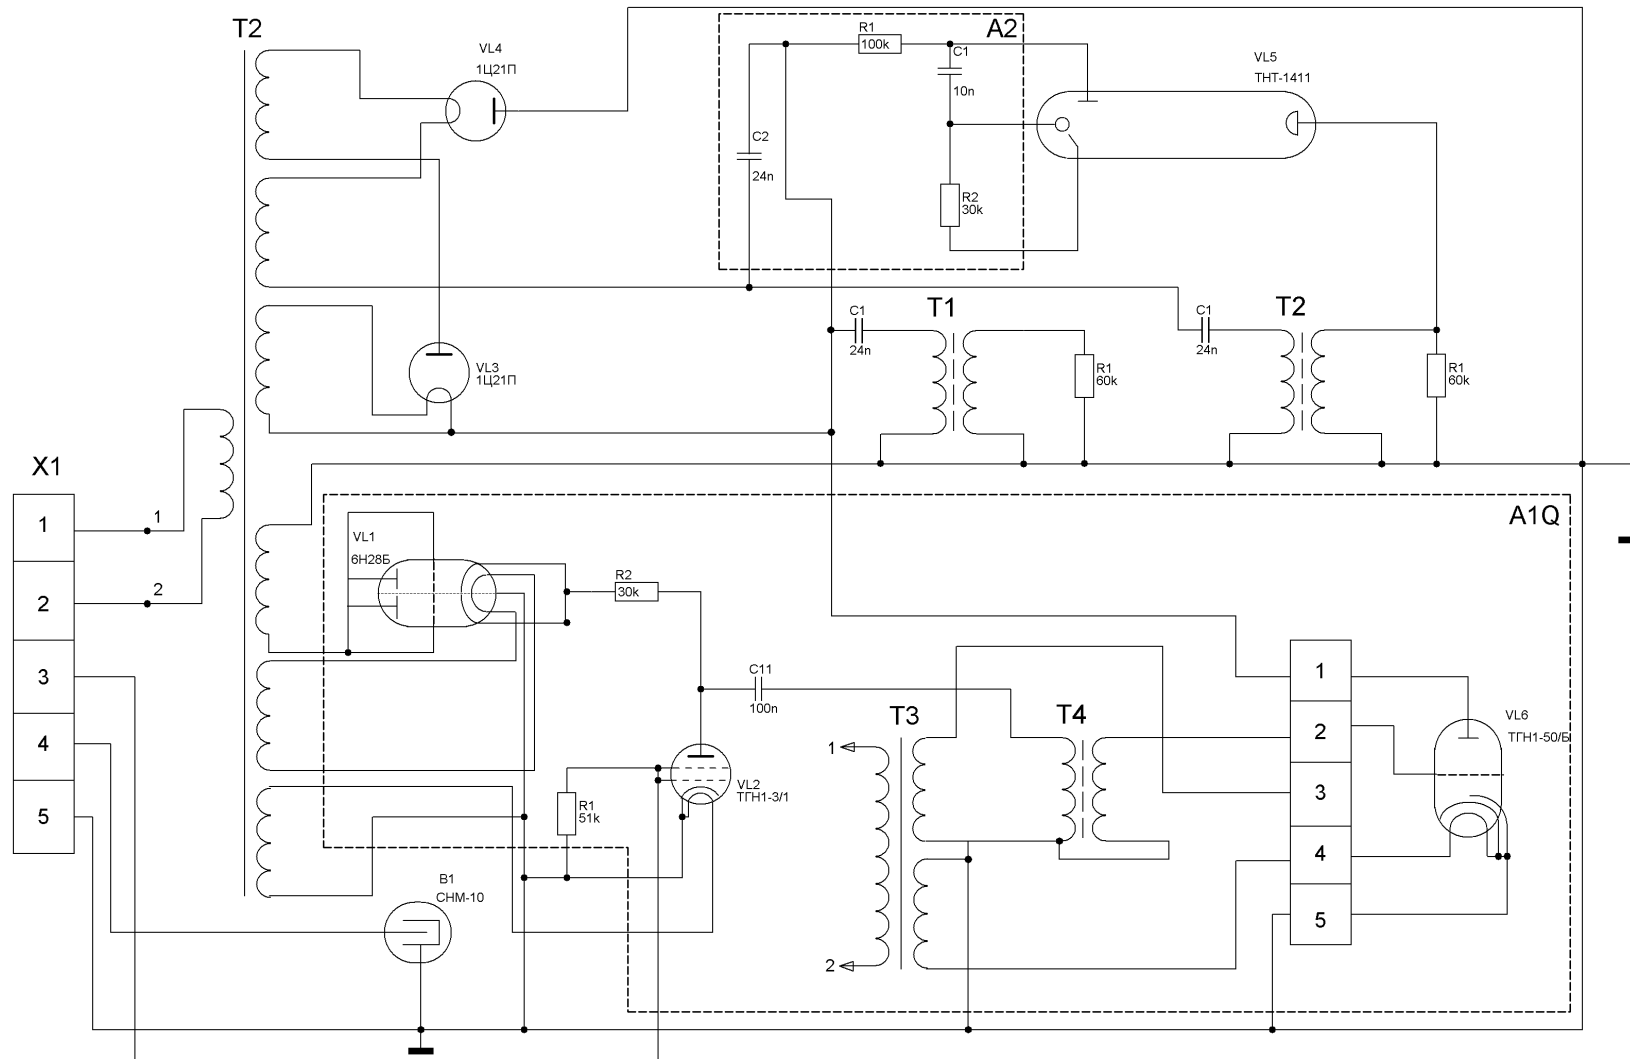 T2
VL4
1Ц21П
A2
R1
100k
C1
10n
C2
24n
R2
30k
VL5
ТНТ-1411
C1
24n
T1
R1
60k
C1
24n
T2
R1
60k
VL3
1Ц21П
X1
1
2
3
4
5
1
2
A1Q
VL1
6Н28Б
R2
30k
C11
100n
R1
51k
VL2
ТГН1-3/1
B1
СНМ-10
T3
1
2
T4
1
2
3
4
5
VL6
ТГН1-50/Б